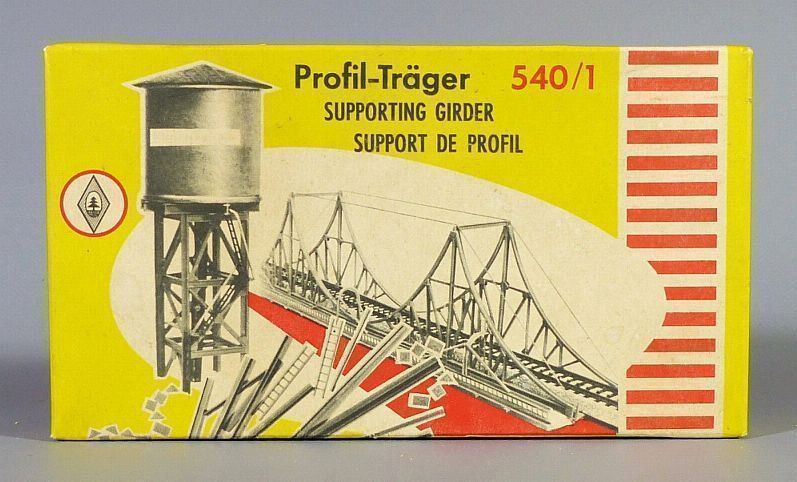 Profil-Träger 540/1
SUPPORTING GIRDER
SUPPORT DE PROFIL